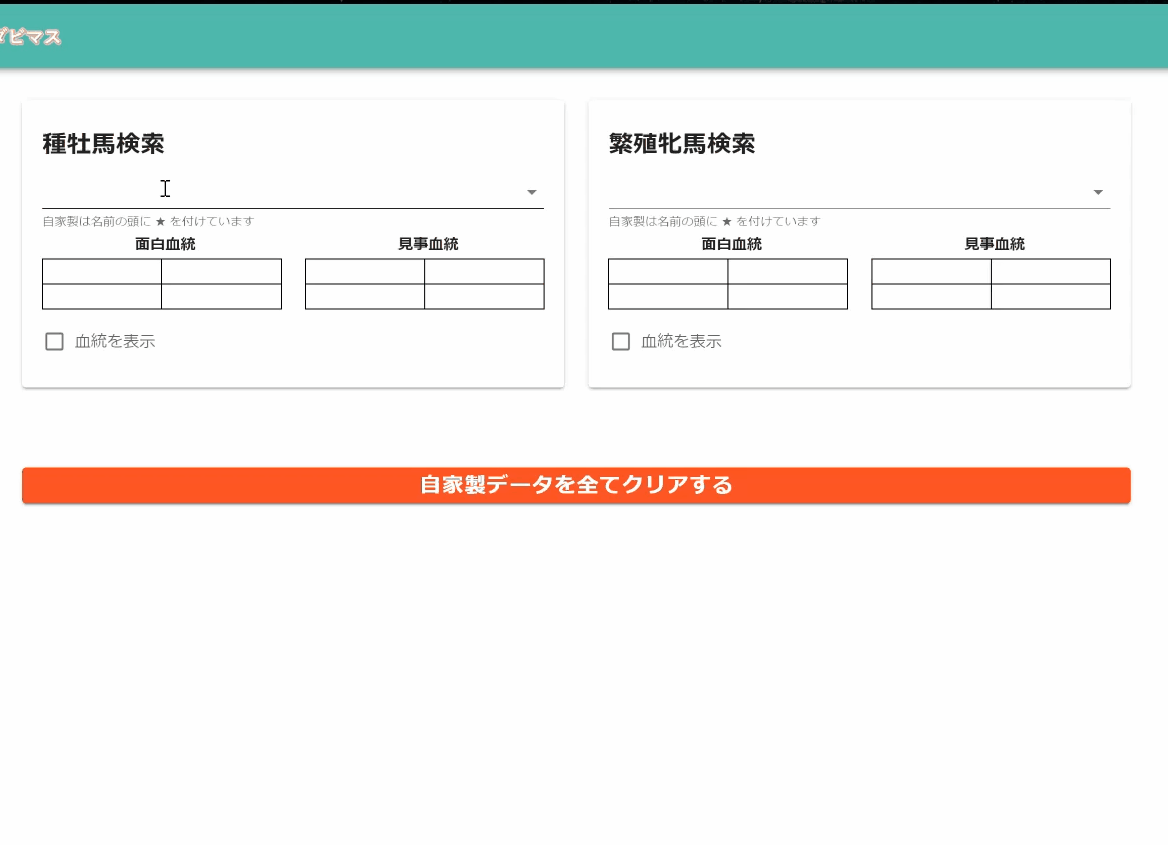 ダビマス
種牡馬検索
自家製は名前の頭に ★ を付けています
面白血統 見事血統
血統を表示
繁殖牝馬検索
自家製は名前の頭に ★ を付けています
面白血統 見事血統
血統を表示
自家製データを全てクリアする